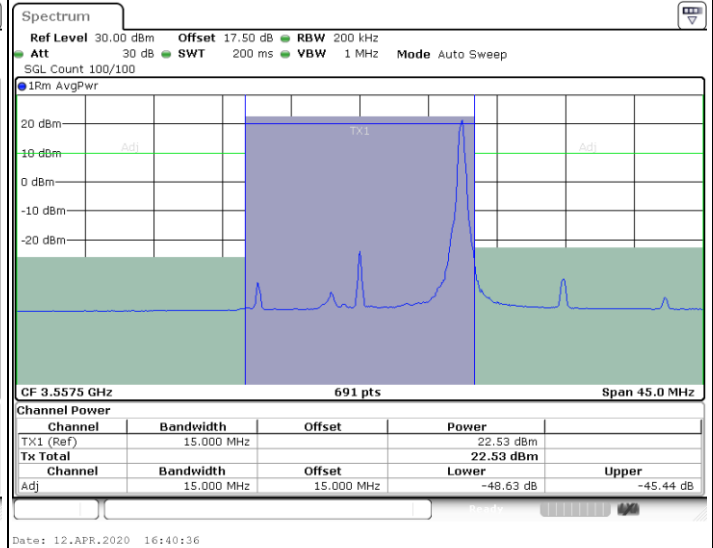 Spectrum
Ref Level 30.00 dBm Offset 17.50 dB RBW 200 kHz
Att 30 dB SWT 200 ms VBW 1 MHz Mode Auto Sweep
SGL Count 100/100
1Rm AvgPwr
20 dBm
TX1
Adj
Adj
10 dBm
0 dBm
-10 dBm
-20 dBm
CF 3.5575 GHz 691 pts Span 45.0 MHz
Channel Power
Channel Bandwidth Offset Power
TX1 (Ref) 15.000 MHz 22.53 dBm
Tx Total 22.53 dBm
Channel Bandwidth Offset Lower Upper
Adj 15.000 MHz 15.000 MHz -48.63 dB -45.44 dB
Ready
Date: 12.APR.2020 16:40:36